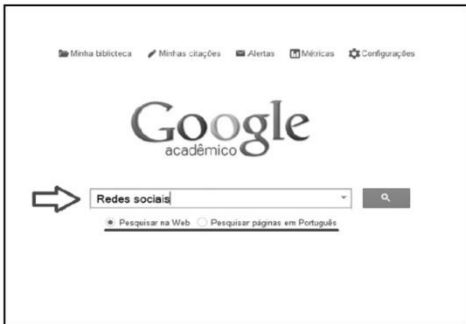 Minha biblioteca Minhas citações Alertas Métricas Configurações
Google
acadêmico
Redes sociais
Pesquisar na Web Pesquisar páginas em Português